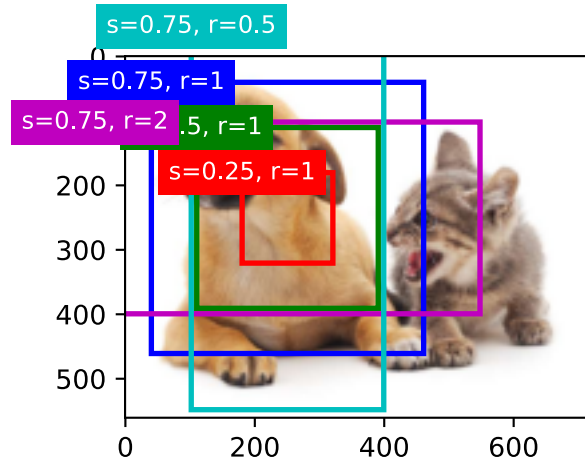 s=0.75, r=0.5
0
s=0.75, r=1
s=0.75, r=2
.5, r=1
s=0.25, r=1
200
300
400
500
0 200 400 600